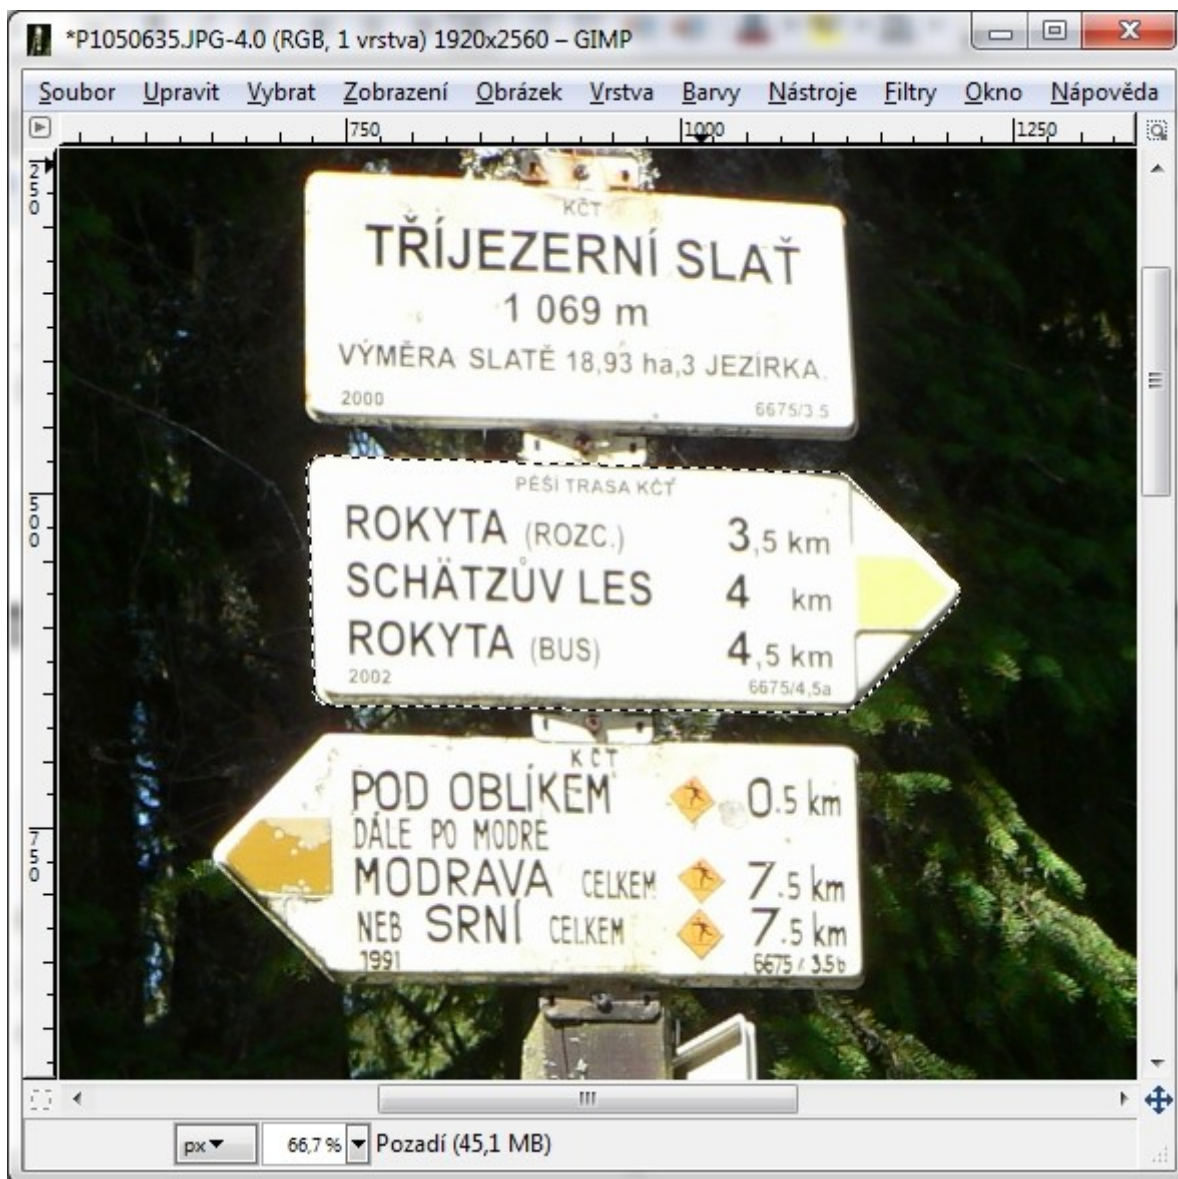 *P1050635.JPG-4.0 (RGB, 1 vrstva) 1920x2560 – GIMP
Soubor Upravit Vybrat Zobrazení Obrázek Vrstva Barvy Nástroje Filtry Okno Nápověda
750 1000 1250
250
500
750
KČT
TŘÍJEZERNÍ SLAŤ
1 069 m
VÝMĚRA SLATĚ 18,93 ha,3 JEZÍRKA.
2000 6675/3 5
PĚŠÍ TRASA KČT
ROKYTA (ROZC.) 3,5 km
SCHÄTZŮV LES 4 km
ROKYTA (BUS) 4,5 km
2002 6675/4,5a
KČT
POD OBLÍKEM 0.5 km
DÁLE PO MODRÉ
MODRAVA CELKEM 7.5 km
NEB SRNÍ CELKEM 7.5 km
1991 6675 / 3.5b
px 66,7 % Pozadí (45,1 MB)